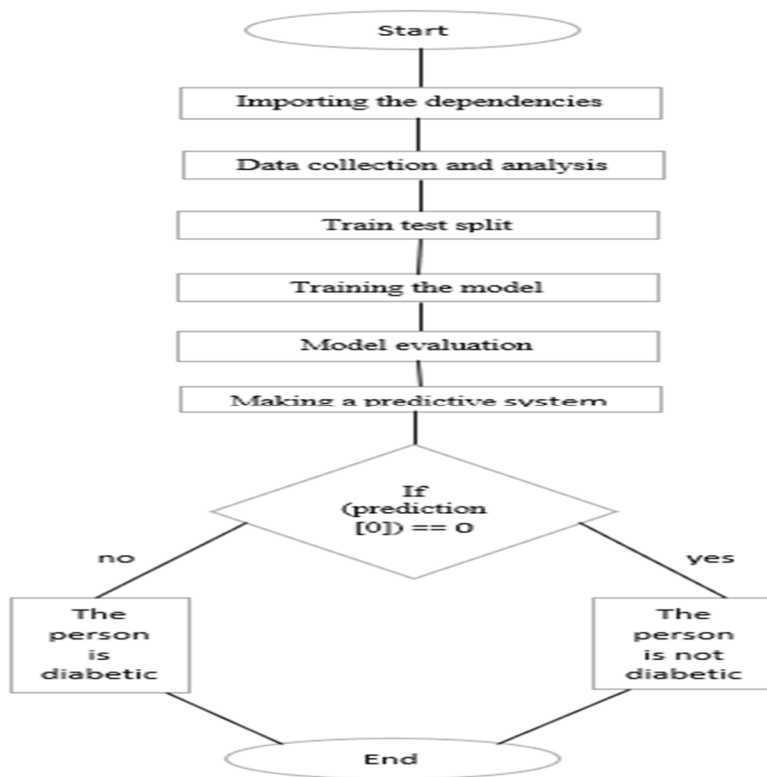 Start
Importing the dependencies
Data collection and analysis
Train test split
Training the model
Model evaluation
Making a predictive system
If
(prediction
[0]) == 0
no
yes
The
person
is
diabetic
The
person
is not
diabetic
End